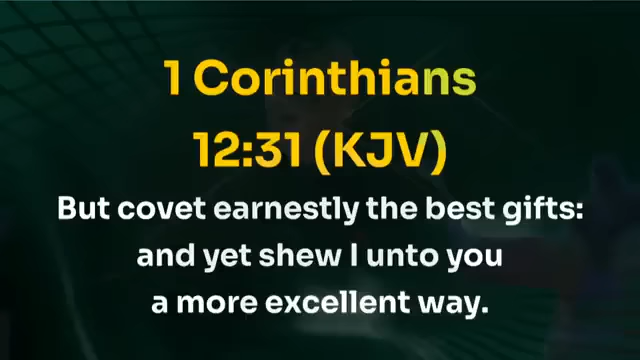 1 Corinthians
12:31 (KJV)
But covet earnestly the best gifts:
and yet shew I unto you
a more excellent way.